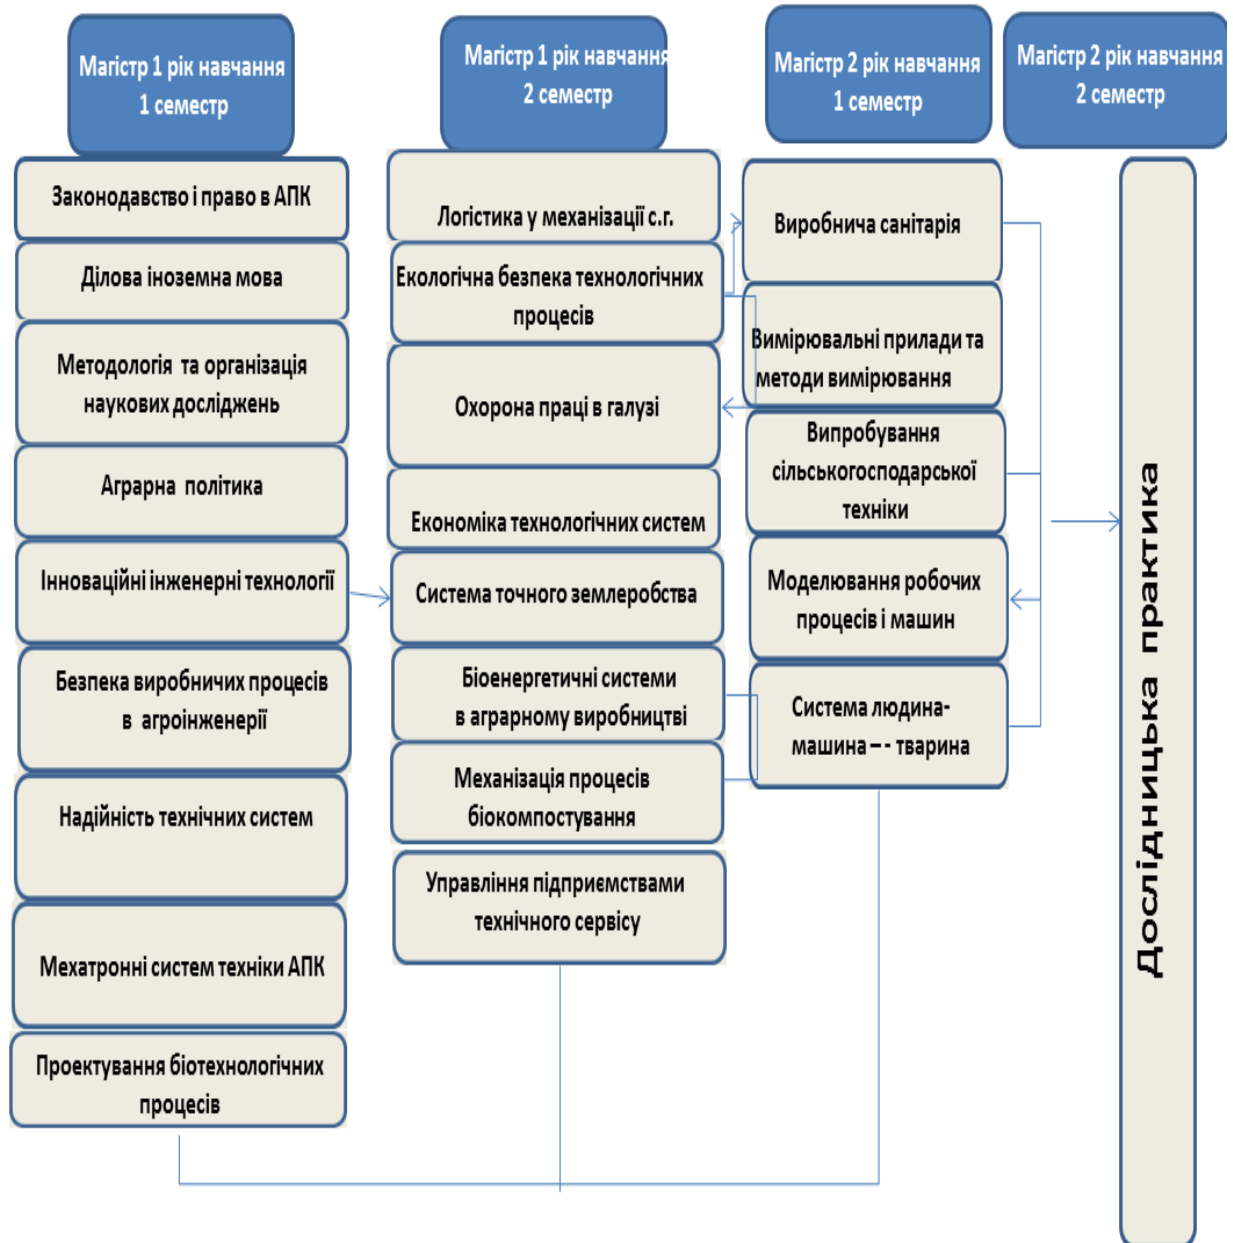 Магістр 1 рік навчання
1 семестр
Законодавство і право в АПК
Ділова іноземна мова
Методологія та організація
наукових досліджень
Аграрна політика
Інноваційні інженерні технології
Безпека виробничих процесів
в агроінженерії
Надійність технічних систем
Мехатронні систем техніки АПК
Проектування біотехнологічних
процесів
Магістр 1 рік навчання
2 семестр
Логістика у механізації с.г.
Екологічна безпека технологічних
процесів
Охорона праці в галузі
Економіка технологічних систем
Система точного землеробства
Біоенергетичні системи
в аграрному виробництві
Механізація процесів
біокомпостування
Управління підприємствами
технічного сервісу
Магістр 2 рік навчання
1 семестр
Виробнича санітарія
Вимірювальні прилади та
методи вимірювання
Випробування
сільськогосподарської
техніки
Моделювання робочих
процесів і машин
Система людина-
машина – - тварина
Магістр 2 рік навчання
2 семестр
Дослідницька практика